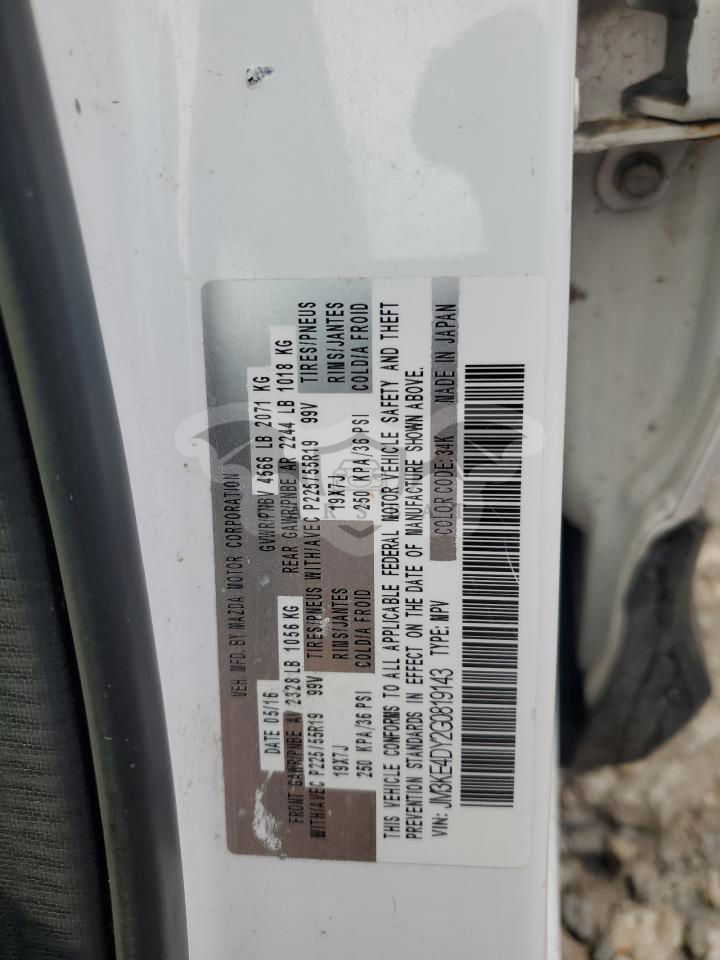 VEH. MFD. BY MAZDA MOTOR CORPORATION
DATE 05/16 GVWR/PNBV 4566 LB 2071 KG
FRONT GAWR/PNBE AV 2328 LB 1056 KG REAR GAWR/PNBE AR 2244 LB 1018 KG
WITH/AVEC P225/55R19 99V TIRES/PNEUS WITH/AVEC P225/55R19 99V TIRES/PNEUS
19X7J RIMS/JANTES 19X7J RIMS/JANTES
250 KPA/36 PSI COLD/A FROID 250 KPA/36 PSI COLD/A FROID
THIS VEHICLE CONFORMS TO ALL APPLICABLE FEDERAL MOTOR VEHICLE SAFETY AND THEFT
PREVENTION STANDARDS IN EFFECT ON THE DATE OF MANUFACTURE SHOWN ABOVE.
VIN: JM3KE4DY2G0819143 TYPE: MPV COLOR CODE: 34K MADE IN JAPAN